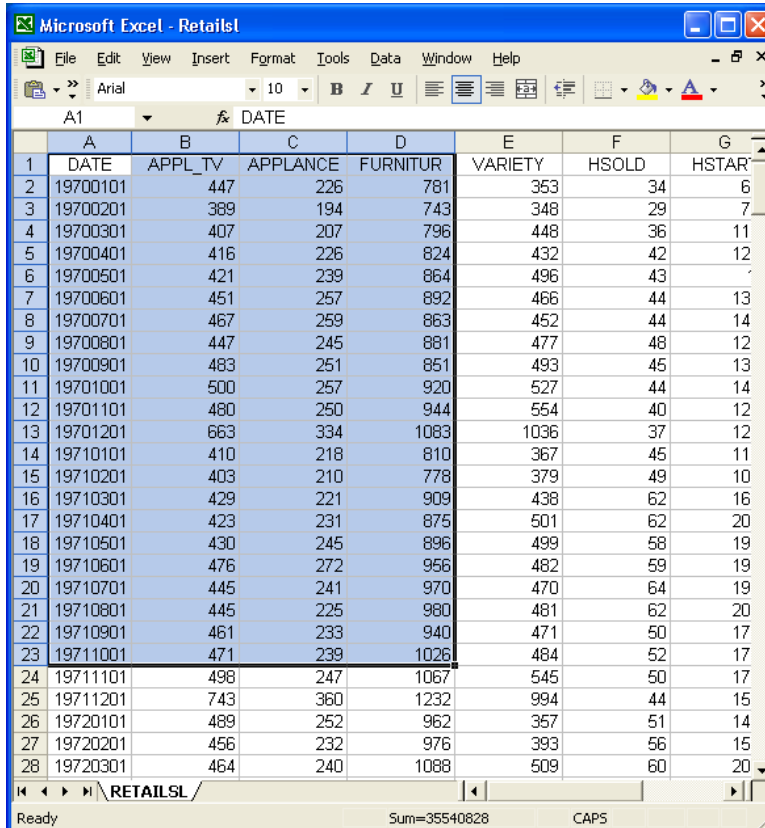 Microsoft Excel - Retailsl
File Edit View Insert Format Tools Data Window Help
Arial 10 B I U A
A1 fx DATE
A B C D E F G
1 DATE APPL_TV APPLANCE FURNITUR VARIETY HSOLD HSTAR
2 19700101 447 226 781 353 34 6
3 19700201 389 194 743 348 29 7
4 19700301 407 207 796 448 36 11
5 19700401 416 226 824 432 42 12
6 19700501 421 239 864 496 43
7 19700601 451 257 892 466 44 13
8 19700701 467 259 863 452 44 14
9 19700801 447 245 881 477 48 12
10 19700901 483 251 851 493 45 13
11 19701001 500 257 920 527 44 14
12 19701101 480 250 944 554 40 12
13 19701201 663 334 1083 1036 37 12
14 19710101 410 218 810 367 45 11
15 19710201 403 210 778 379 49 10
16 19710301 429 221 909 438 62 16
17 19710401 423 231 875 501 62 20
18 19710501 430 245 896 499 58 19
19 19710601 476 272 956 482 59 19
20 19710701 445 241 970 470 64 19
21 19710801 445 225 980 481 62 20
22 19710901 461 233 940 471 50 17
23 19711001 471 239 1026 484 52 17
24 19711101 498 247 1067 545 50 17
25 19711201 743 360 1232 994 44 15
26 19720101 489 252 962 357 51 14
27 19720201 456 232 976 393 56 15
28 19720301 464 240 1088 509 60 20
RETAILSL
Ready Sum=35540828 CAPS